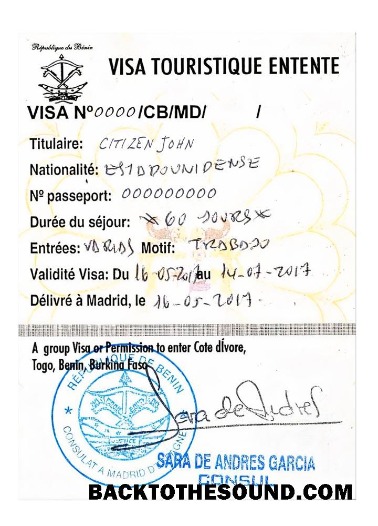 République du Bénin
VISA TOURISTIQUE ENTENTE
VISA Nº0000/CB/MD/ /
Titulaire: CITIZEN JOHN
Nationalité: ESTADOUNIDENSE
Nº passeport: 000000000
Durée du séjour: * 60 JOURS *
Entrées: VARIAS Motif: TRABAJO
Validité Visa: Du 16-05-2017 au 14-07-2017
Délivré à Madrid, le 16-05-2017.
A group Visa or Permission to enter Cote dÍvore,
Togo, Benin, Burkina Faso
REPUBLIQUE DU BENIN
CONSULAT A MADRID D'ESPAGNE
Sara de Andres
SARA DE ANDRES GARCIA
CONSUL
BACKTOTHESOUND.COM